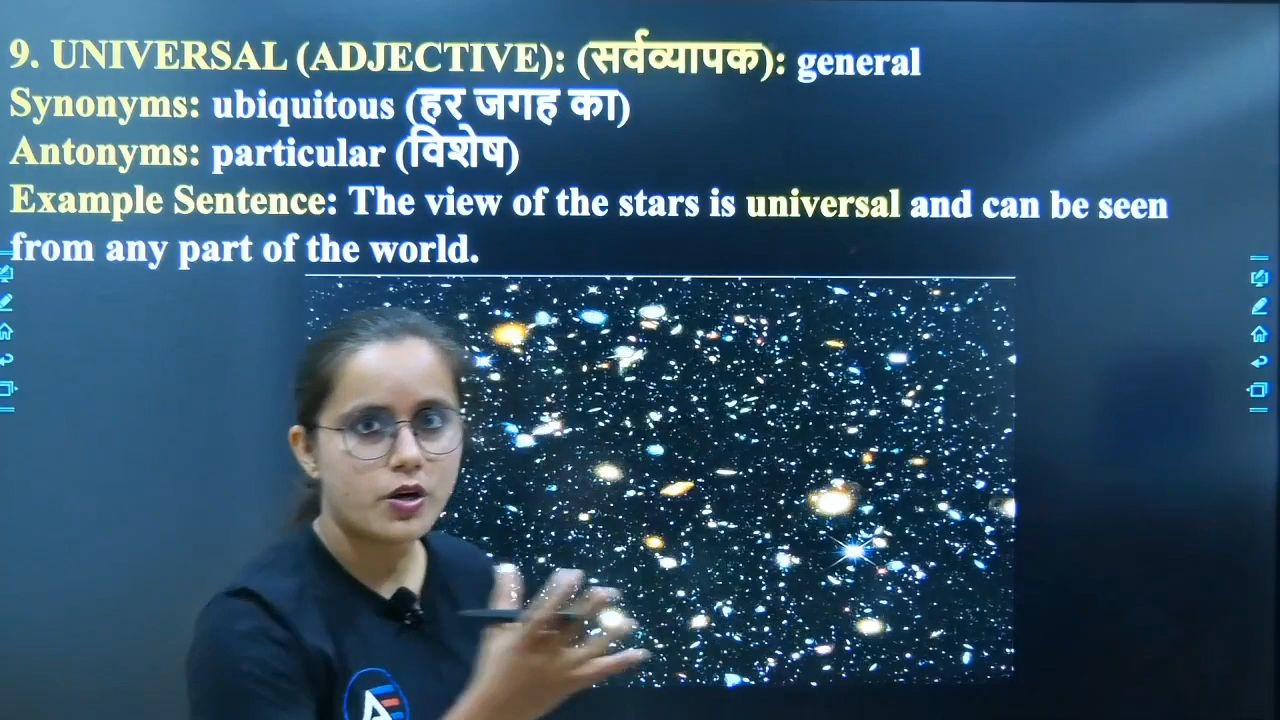 9. UNIVERSAL (ADJECTIVE): (सर्वव्यापक): general
Synonyms: ubiquitous (हर जगह का)
Antonyms: particular (विशेष)
Example Sentence: The view of the stars is universal and can be seen
from any part of the world.